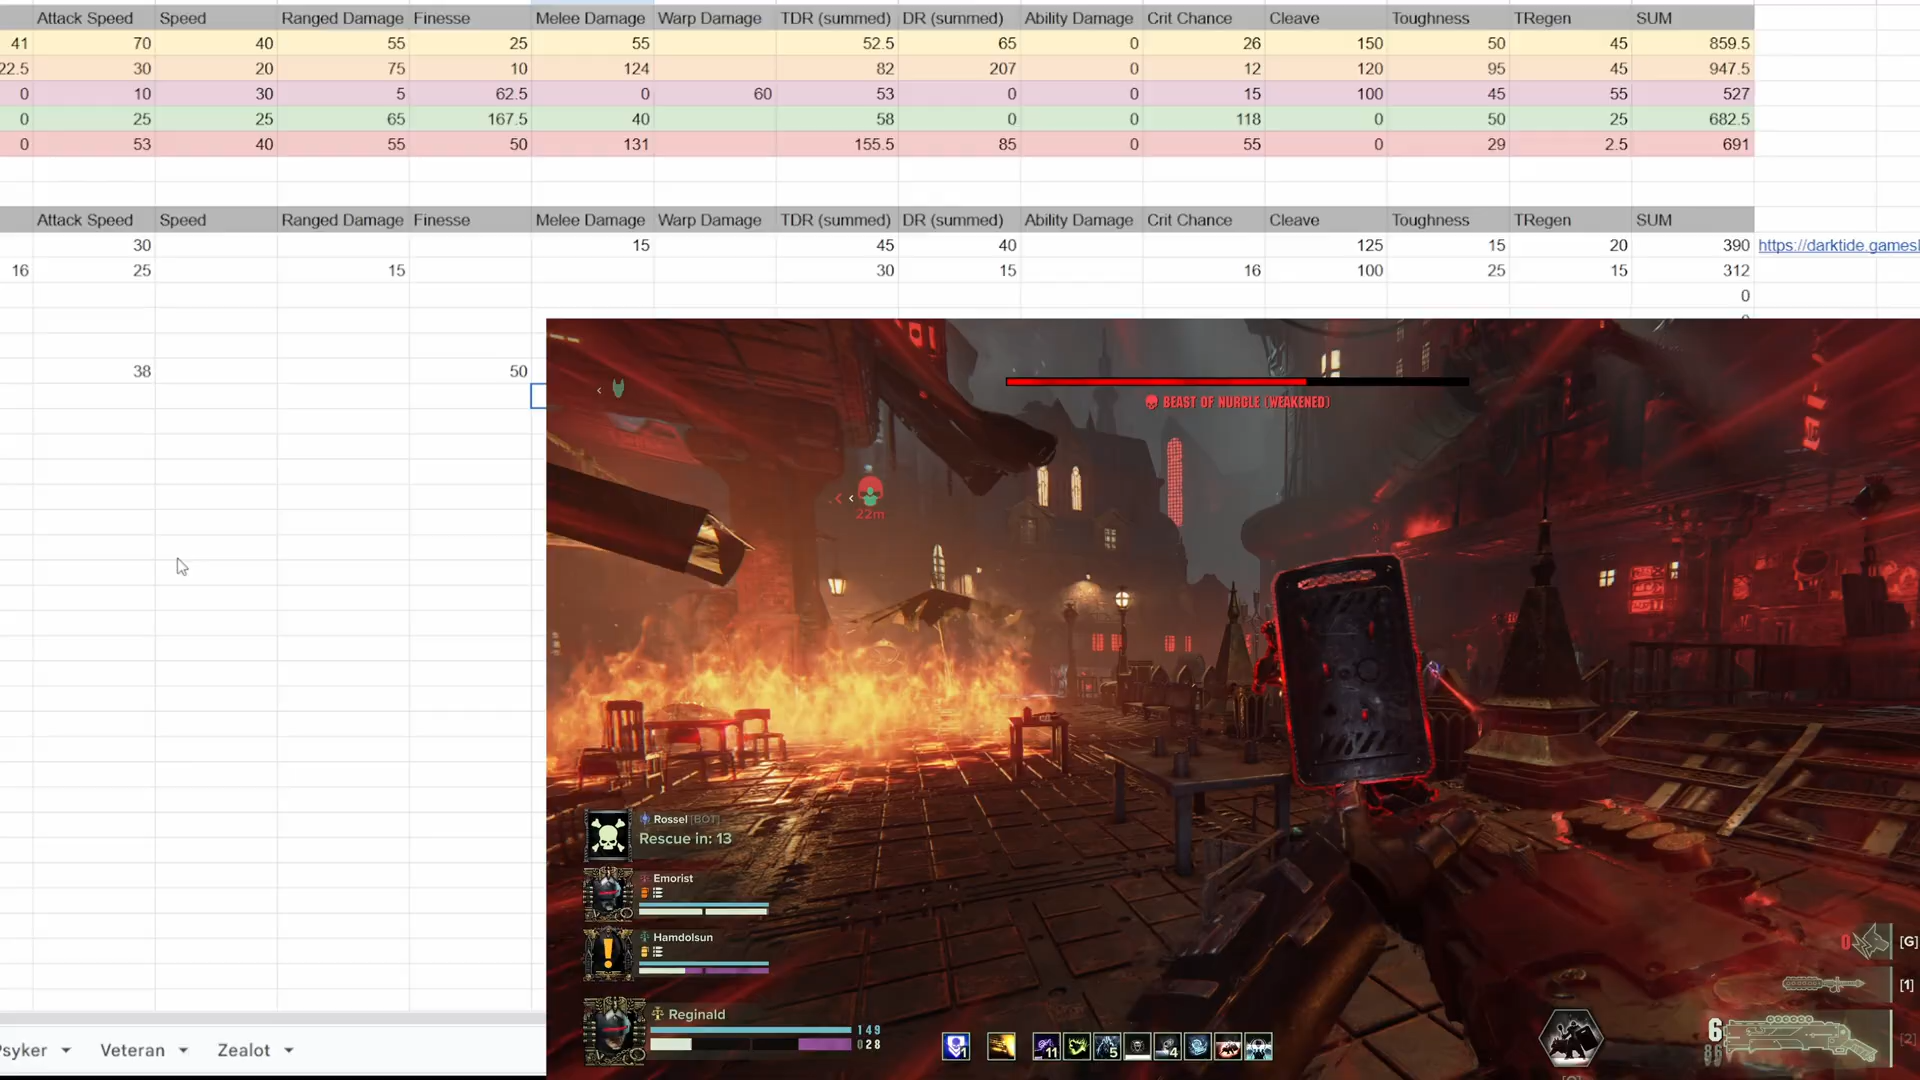 Attack Speed Speed Ranged Damage Finesse Melee Damage Warp Damage TDR (summed) DR (summed) Ability Damage Crit Chance Cleave Toughness TRegen SUM
41 70 40 55 25 55 52.5 65 0 26 150 50 45 859.5
22.5 30 20 75 10 124 82 207 0 12 120 95 45 947.5
0 10 30 5 62.5 0 60 53 0 0 15 100 45 55 527
0 25 25 65 167.5 40 58 0 0 118 0 50 25 682.5
0 53 40 55 50 131 155.5 85 0 55 0 29 2.5 691
Attack Speed Speed Ranged Damage Finesse Melee Damage Warp Damage TDR (summed) DR (summed) Ability Damage Crit Chance Cleave Toughness TRegen SUM
30 15 45 40 125 15 20 390 https://darktide.games
16 25 15 30 15 16 100 25 15 312
0
38 50
BEAST OF NURGLE (WEAKENED)
22m
Rossel [BOT]
Rescue in: 13
Emorist
Hamdolsun
Reginald
149
028
1 11 5 4
0 [G]
[1]
6 [2]
syker Veteran Zealot